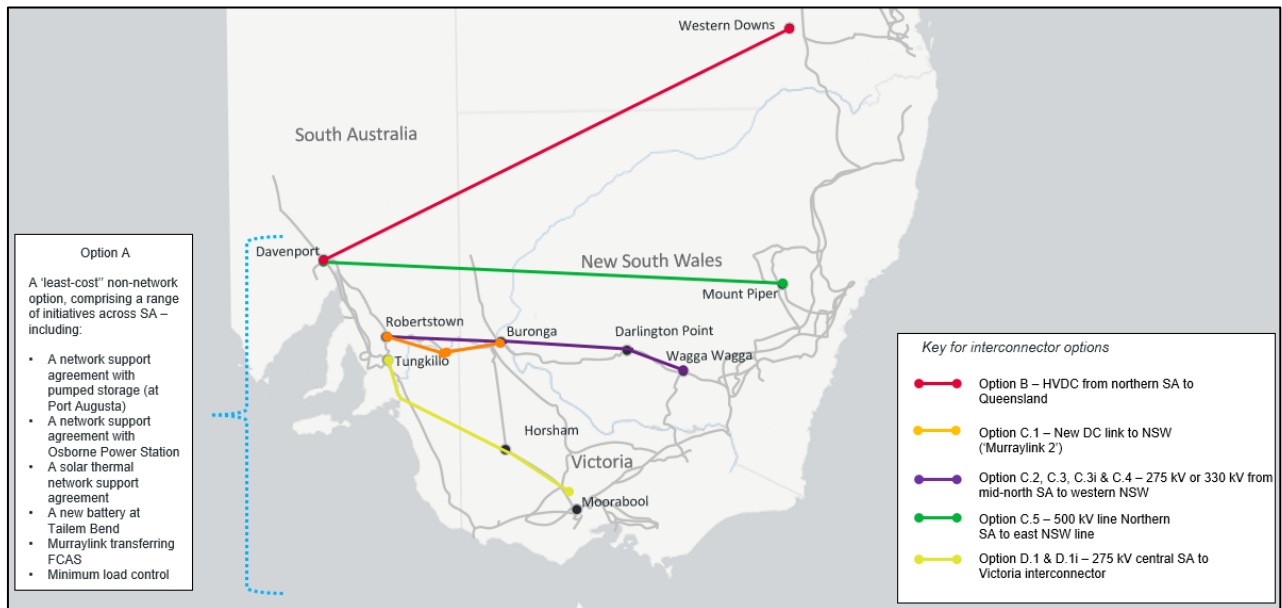 Western Downs
South Australia
Davenport
New South Wales
Mount Piper
Robertstown
Buronga
Darlington Point
Tungkillo
Wagga Wagga
Horsham
Victoria
Moorabool
Option A
A ‘least-cost” non-network
option, comprising a range
of initiatives across SA –
including:
• A network support
agreement with
pumped storage (at
Port Augusta)
• A network support
agreement with
Osborne Power Station
• A solar thermal
network support
agreement
• A new battery at
Tailem Bend
• Murraylink transferring
FCAS
• Minimum load control
Key for interconnector options
Option B – HVDC from northern SA to
Queensland
Option C.1 – New DC link to NSW
(‘Murraylink 2’)
Option C.2, C.3, C.3i & C.4 – 275 kV or 330 kV from
mid-north SA to western NSW
Option C.5 – 500 kV line Northern
SA to east NSW line
Option D.1 & D.1i – 275 kV central SA to
Victoria interconnector